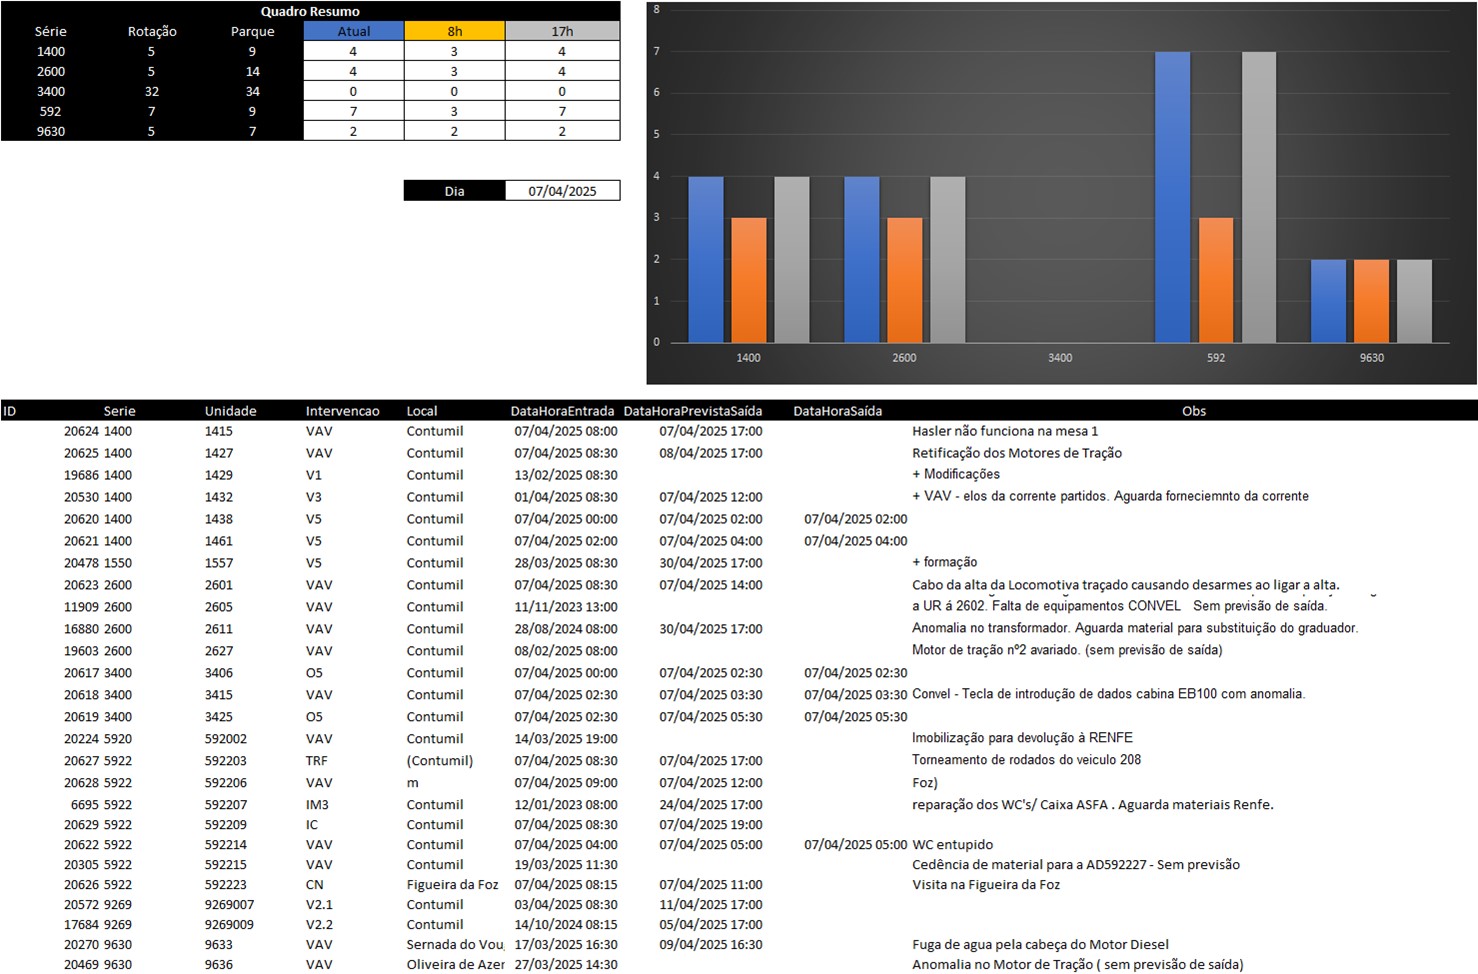 Quadro Resumo
Série Rotação Parque Atual 8h 17h
1400 5 9 4 3 4
2600 5 14 4 3 4
3400 32 34 0 0 0
592 7 9 7 3 7
9630 5 7 2 2 2
Dia 07/04/2025
8
7
6
5
4
3
2
1
0
1400 2600 3400 592 9630
ID Serie Unidade Intervencao Local DataHoraEntrada DataHoraPrevistaSaída DataHoraSaída Obs
20624 1400 1415 VAV Contumil 07/04/2025 08:00 07/04/2025 17:00 Hasler não funciona na mesa 1
20625 1400 1427 VAV Contumil 07/04/2025 08:30 08/04/2025 17:00 Retificação dos Motores de Tração
19686 1400 1429 V1 Contumil 13/02/2025 08:30 + Modificações
20530 1400 1432 V3 Contumil 01/04/2025 08:30 07/04/2025 12:00 + VAV - elos da corrente partidos. Aguarda forneciemnto da corrente
20620 1400 1438 V5 Contumil 07/04/2025 00:00 07/04/2025 02:00 07/04/2025 02:00
20621 1400 1461 V5 Contumil 07/04/2025 02:00 07/04/2025 04:00 07/04/2025 04:00
20478 1550 1557 V5 Contumil 28/03/2025 08:30 30/04/2025 17:00 + formação
20623 2600 2601 VAV Contumil 07/04/2025 08:30 07/04/2025 14:00 Cabo da alta da Locomotiva traçado causando desarmes ao ligar a alta.
11909 2600 2605 VAV Contumil 11/11/2023 13:00 a UR á 2602. Falta de equipamentos CONVEL Sem previsão de saída.
16880 2600 2611 VAV Contumil 28/08/2024 08:00 30/04/2025 17:00 Anomalia no transformador. Aguarda material para substituição do graduador.
19603 2600 2627 VAV Contumil 08/02/2025 08:00 Motor de tração nº2 avariado. (sem previsão de saída)
20617 3400 3406 O5 Contumil 07/04/2025 00:00 07/04/2025 02:30 07/04/2025 02:30
20618 3400 3415 VAV Contumil 07/04/2025 02:30 07/04/2025 03:30 07/04/2025 03:30 Convel - Tecla de introdução de dados cabina EB100 com anomalia.
20619 3400 3425 O5 Contumil 07/04/2025 02:30 07/04/2025 05:30 07/04/2025 05:30
20224 5920 592002 VAV Contumil 14/03/2025 19:00 Imobilização para devolução à RENFE
20627 5922 592203 TRF (Contumil) 07/04/2025 08:30 07/04/2025 17:00 Torneamento de rodados do veiculo 208
20628 5922 592206 VAV m 07/04/2025 09:00 07/04/2025 12:00 Foz)
6695 5922 592207 IM3 Contumil 12/01/2023 08:00 24/04/2025 17:00 reparação dos WC's/ Caixa ASFA . Aguarda materiais Renfe.
20629 5922 592209 IC Contumil 07/04/2025 08:30 07/04/2025 19:00
20622 5922 592214 VAV Contumil 07/04/2025 04:00 07/04/2025 05:00 07/04/2025 05:00 WC entupido
20305 5922 592215 VAV Contumil 19/03/2025 11:30 Cedência de material para a AD592227 - Sem previsão
20626 5922 592223 CN Figueira da Foz 07/04/2025 08:15 07/04/2025 11:00 Visita na Figueira da Foz
20572 9269 9269007 V2.1 Contumil 03/04/2025 08:30 11/04/2025 17:00
17684 9269 9269009 V2.2 Contumil 14/10/2024 08:15 05/04/2025 17:00
20270 9630 9633 VAV Sernada do Vou 17/03/2025 16:30 09/04/2025 16:30 Fuga de agua pela cabeça do Motor Diesel
20469 9630 9636 VAV Oliveira de Azer 27/03/2025 14:30 Anomalia no Motor de Tração ( sem previsão de saída)